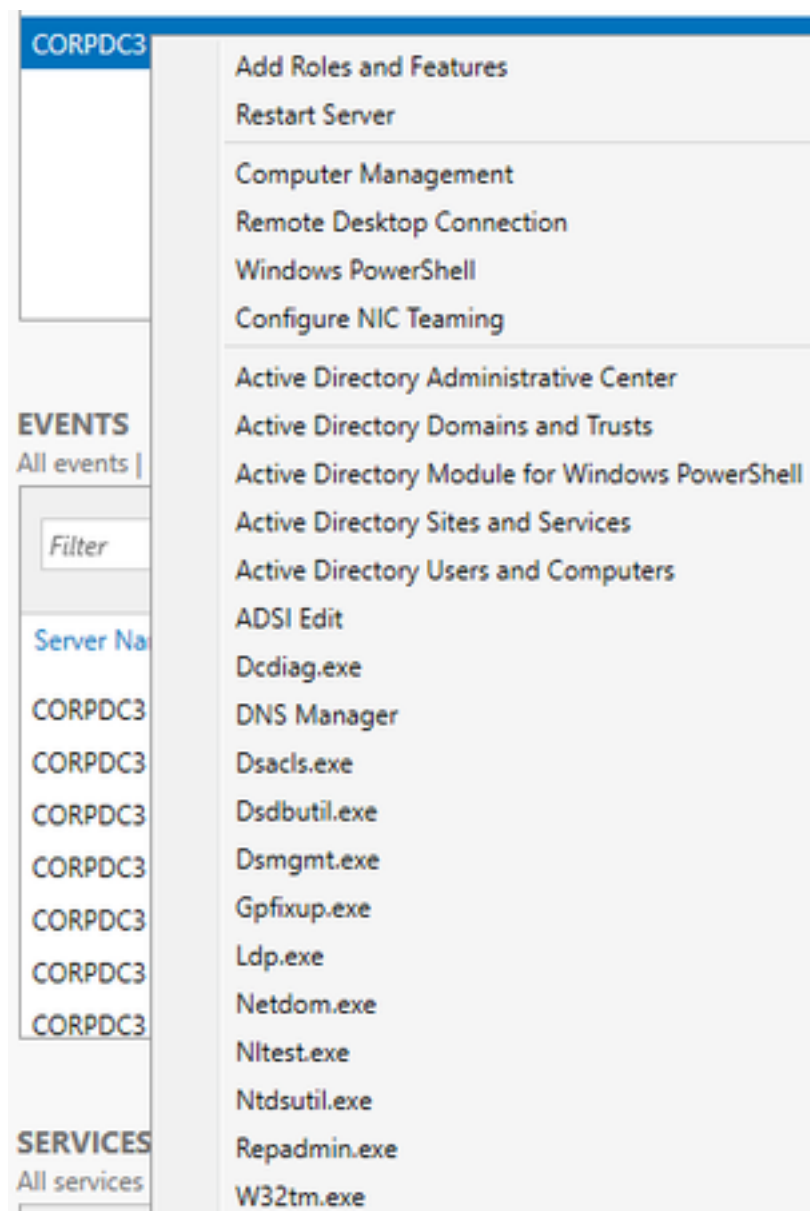 CORPDC3
Add Roles and Features
Restart Server
Computer Management
Remote Desktop Connection
Windows PowerShell
Configure NIC Teaming
Active Directory Administrative Center
Active Directory Domains and Trusts
Active Directory Module for Windows PowerShell
Active Directory Sites and Services
Active Directory Users and Computers
ADSI Edit
Dcdiag.exe
DNS Manager
Dsacls.exe
Dsdbutil.exe
Dsmgmt.exe
Gpfixup.exe
Ldp.exe
Netdom.exe
Nltest.exe
Ntdsutil.exe
Repadmin.exe
W32tm.exe
EVENTS
All events |
Filter
Server Na
CORPDC3
CORPDC3
CORPDC3
CORPDC3
CORPDC3
CORPDC3
CORPDC3
SERVICES
All services